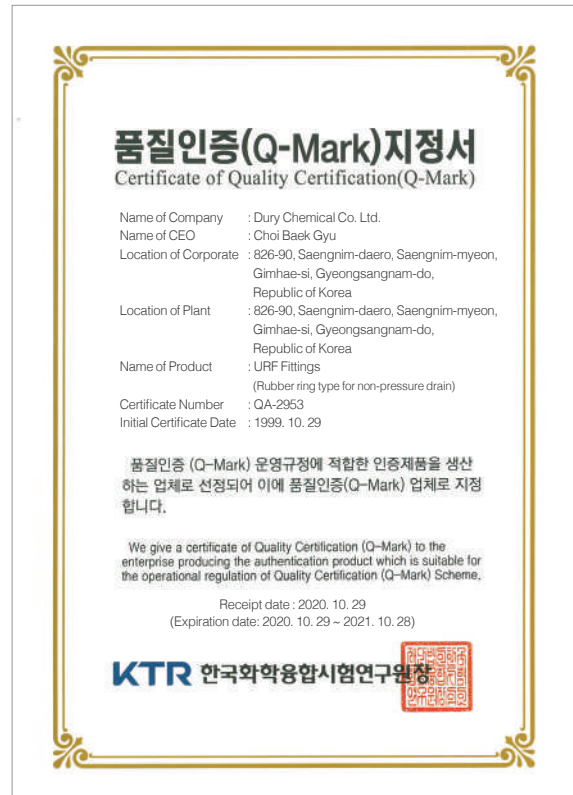 품질인증(Q-Mark)지정서
Certificate of Quality Certification(Q-Mark)
Name of Company : Dury Chemical Co. Ltd.
Name of CEO : Choi Baek Gyu
Location of Corporate : 826-90, Saengnim-daero, Saengnim-myeon,
Gimhae-si, Gyeongsangnam-do,
Republic of Korea
Location of Plant : 826-90, Saengnim-daero, Saengnim-myeon,
Gimhae-si, Gyeongsangnam-do,
Republic of Korea
Name of Product : URF Fittings
(Rubber ring type for non-pressure drain)
Certificate Number : QA-2953
Initial Certificate Date : 1999. 10. 29
품질인증 (Q-Mark) 운영규정에 적합한 인증제품을 생산
하는 업체로 선정되어 이에 품질인증(Q-Mark) 업체로 지정
합니다.
We give a certificate of Quality Certification (Q-Mark) to the
enterprise producing the authentication product which is suitable for
the operational regulation of Quality Certification (Q-Mark) Scheme.
Receipt date : 2020. 10. 29
(Expiration date: 2020. 10. 29 ~ 2021. 10. 28)
KTR 한국화학융합시험연구원장